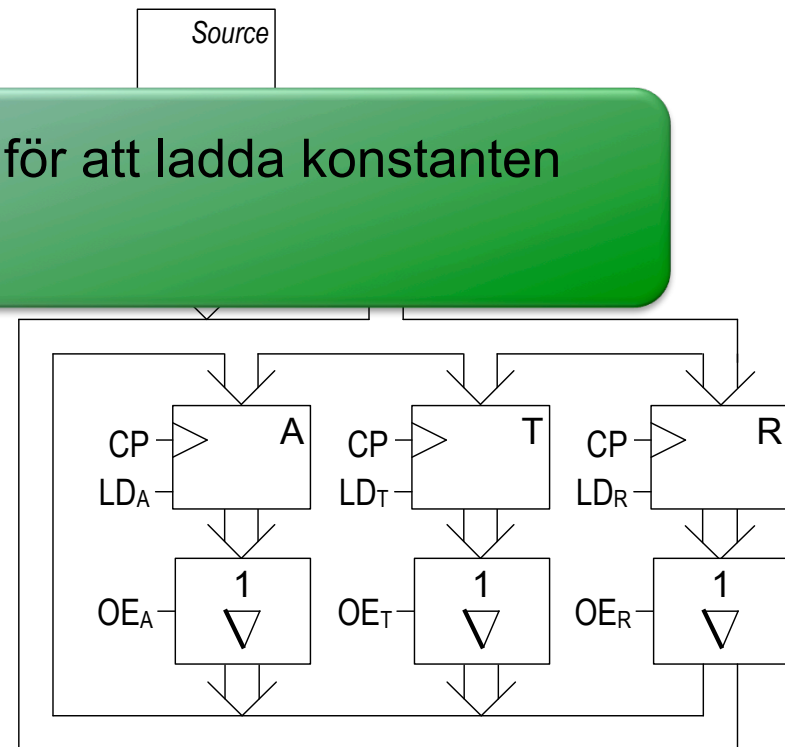 Source
för att ladda konstanten
A T R
CP CP CP
LDA LDT LDR
1 1 1
OEA OET OER